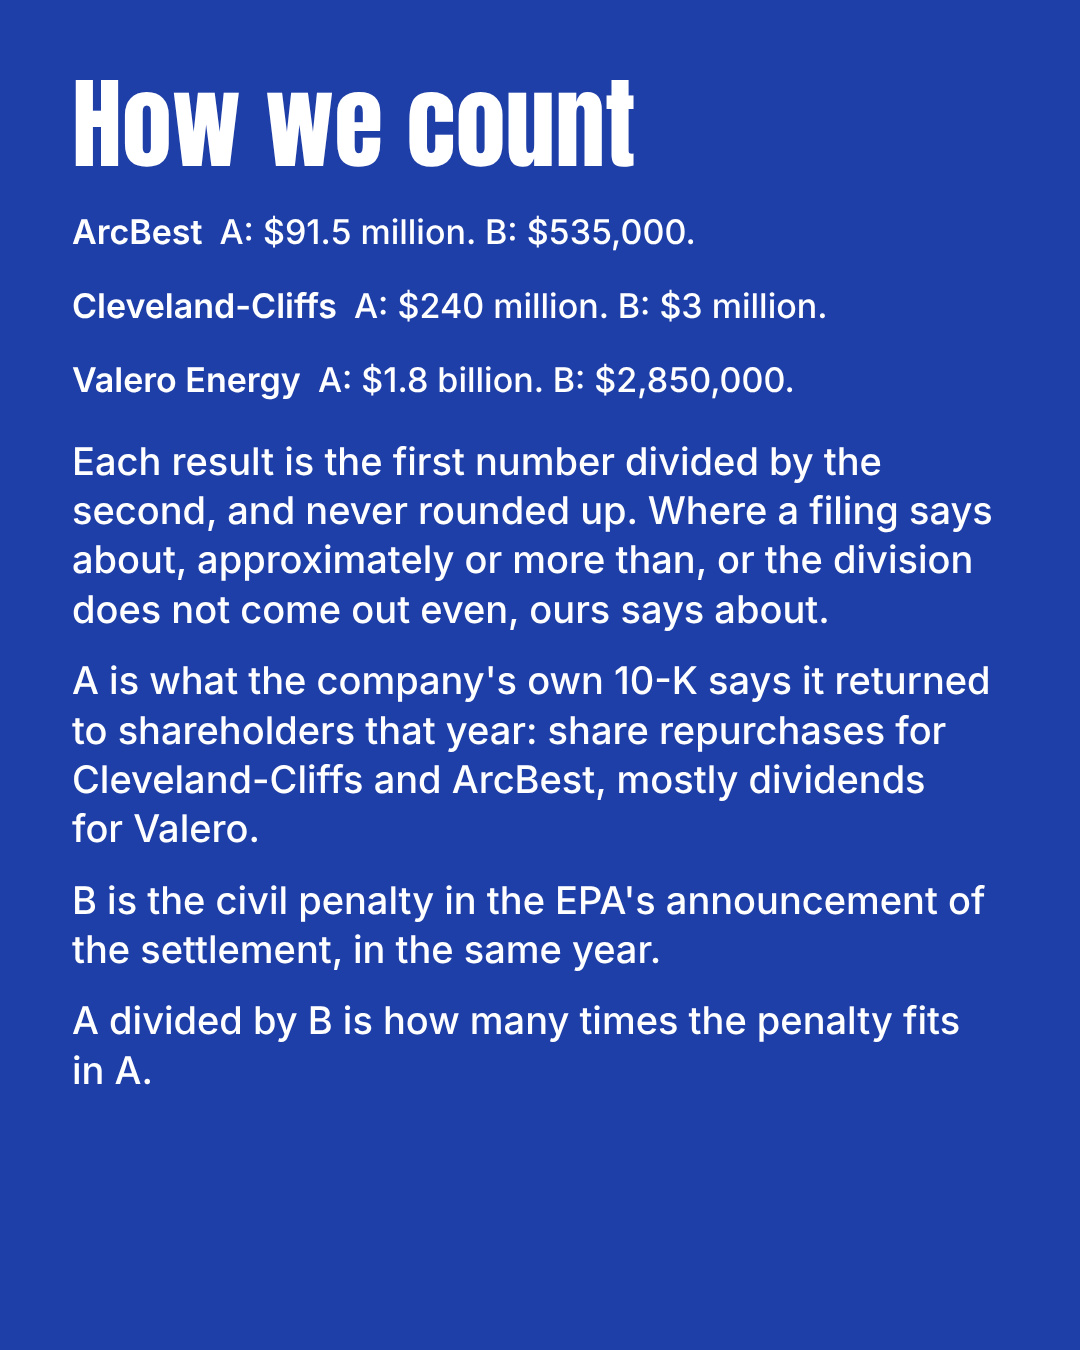 How we count
ArcBest A: $91.5 million. B: $535,000.
Cleveland-Cliffs A: $240 million. B: $3 million.
Valero Energy A: $1.8 billion. B: $2,850,000.
Each result is the first number divided by the
second, and never rounded up. Where a filing says
about, approximately or more than, or the division
does not come out even, ours says about.
A is what the company's own 10-K says it returned
to shareholders that year: share repurchases for
Cleveland-Cliffs and ArcBest, mostly dividends
for Valero.
B is the civil penalty in the EPA's announcement of
the settlement, in the same year.
A divided by B is how many times the penalty fits
in A.